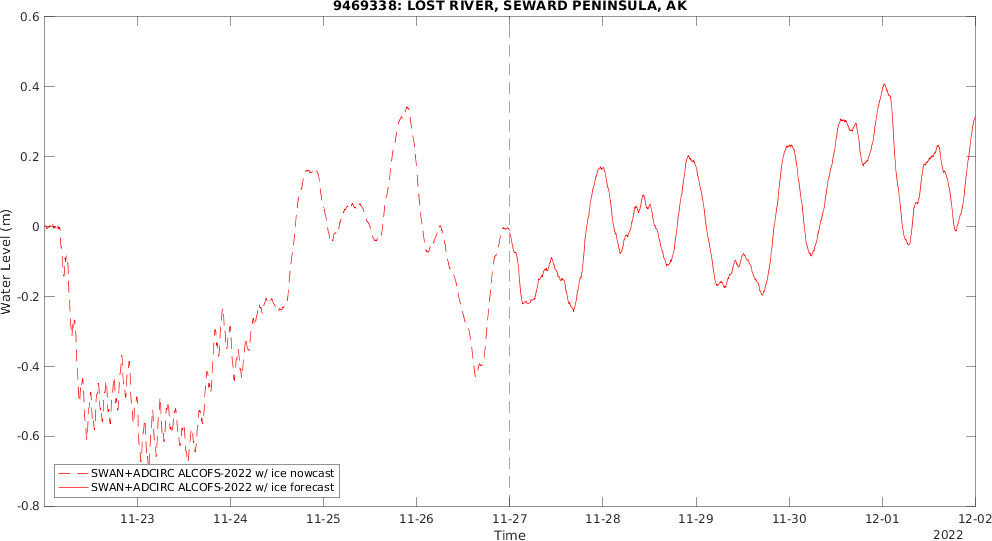 9469338: LOST RIVER, SEWARD PENINSULA, AK
0.6
0.4
0.2
0
-0.2
-0.4
-0.6
-0.8
Water Level (m)
SWAN+ADCIRC ALCOFS-2022 w/ ice nowcast
SWAN+ADCIRC ALCOFS-2022 w/ ice forecast
11-23 11-24 11-25 11-26 11-27 11-28 11-29 11-30 12-01 12-02
Time
2022